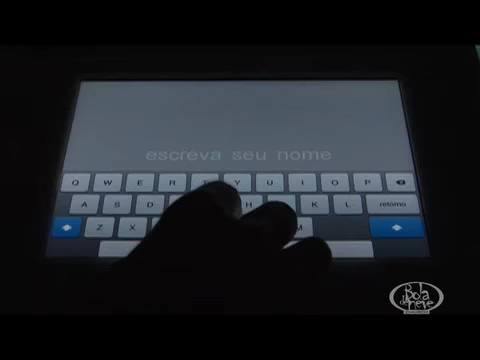 escreva seu nome
Q W E R T Y U I O P
A S D H K L retorno
Z X M
Bola de neve